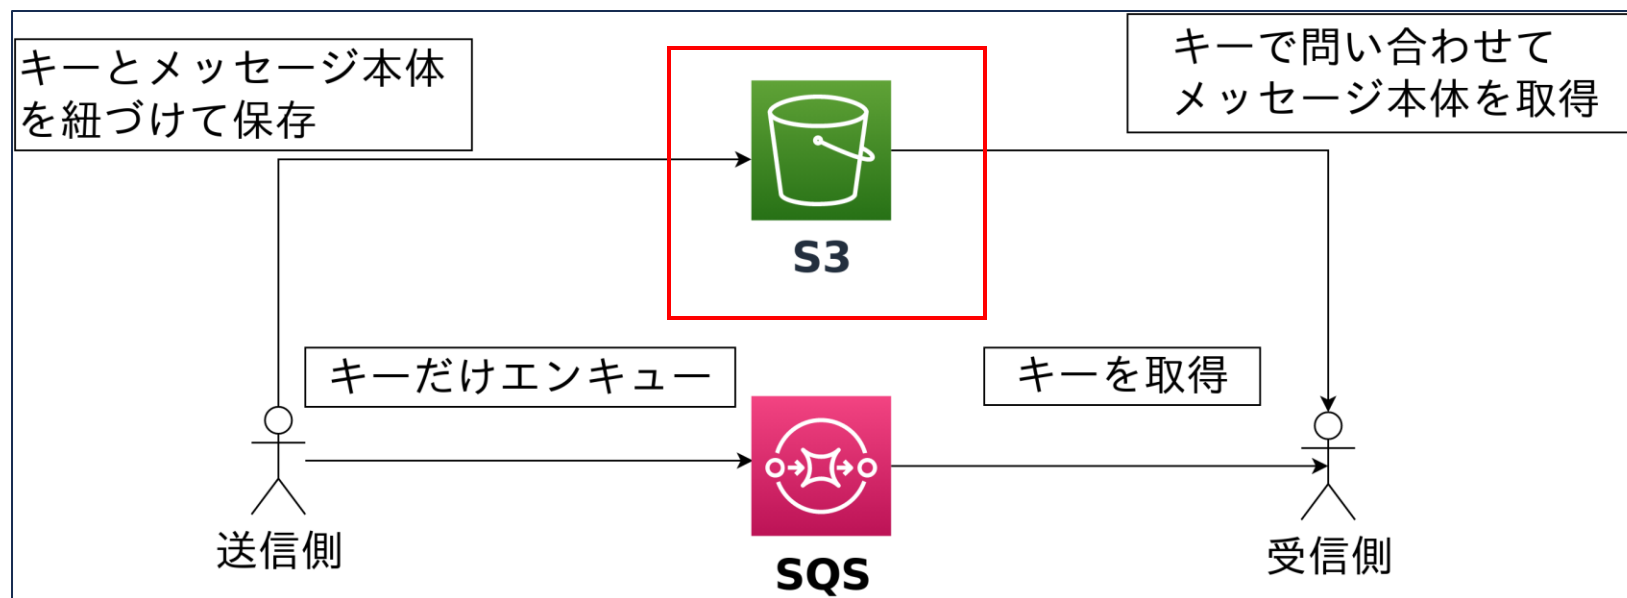 キーとメッセージ本体
を紐づけて保存
キーで問い合わせて
メッセージ本体を取得
S3
キーだけエンキュー
キーを取得
送信側
SQS
受信側